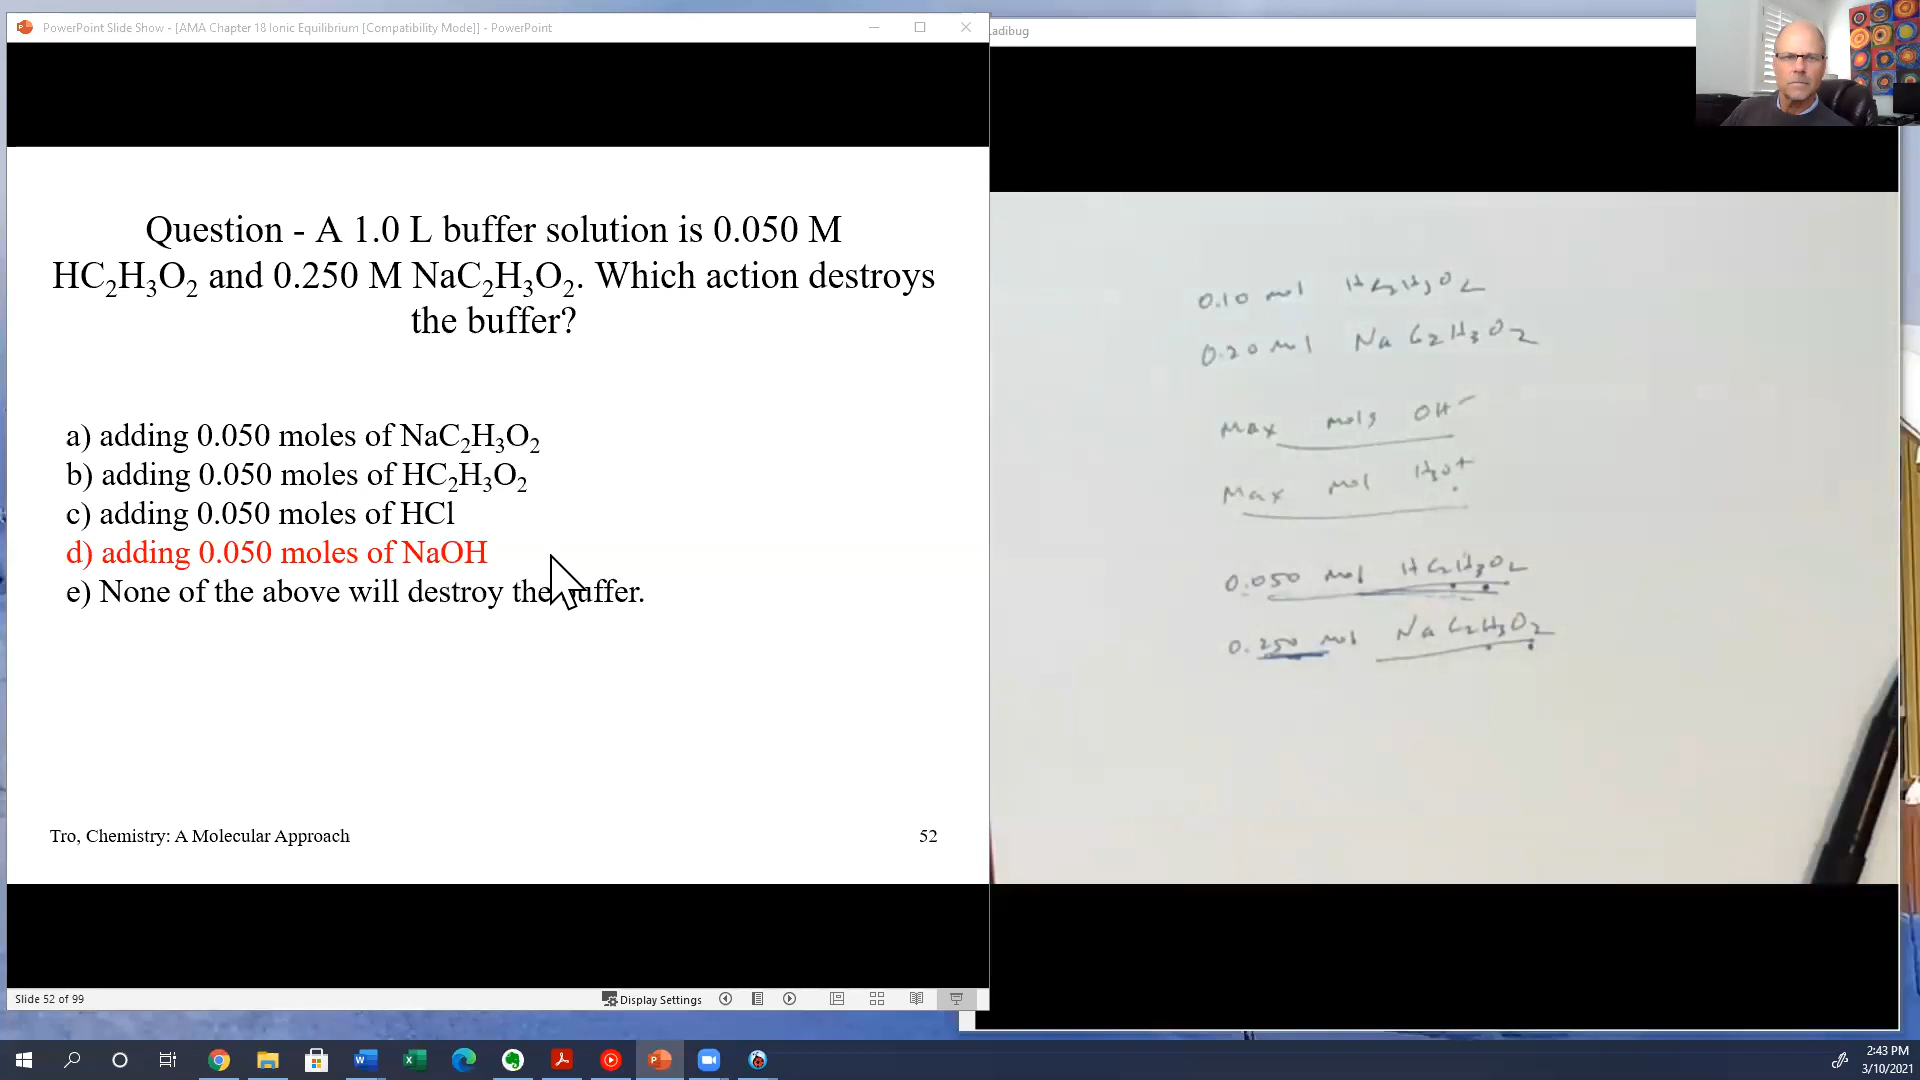 PowerPoint Slide Show - [AMA Chapter 18 Ionic Equilibrium [Compatibility Mode]] - PowerPoint
Ladibug
Question - A 1.0 L buffer solution is 0.050 M
HC₂H₃O₂ and 0.250 M NaC₂H₃O₂. Which action destroys
the buffer?
a) adding 0.050 moles of NaC₂H₃O₂
b) adding 0.050 moles of HC₂H₃O₂
c) adding 0.050 moles of HCl
d) adding 0.050 moles of NaOH
e) None of the above will destroy the buffer.
Tro, Chemistry: A Molecular Approach
52
0.10 mol HC₂H₃O₂
0.20 mol NaC₂H₃O₂
Max mols OH⁻
Max mol H₃O⁺
0.050 mol HC₂H₃O₂
0.250 mol NaC₂H₃O₂
Slide 52 of 99
Display Settings
2:43 PM
3/10/2021